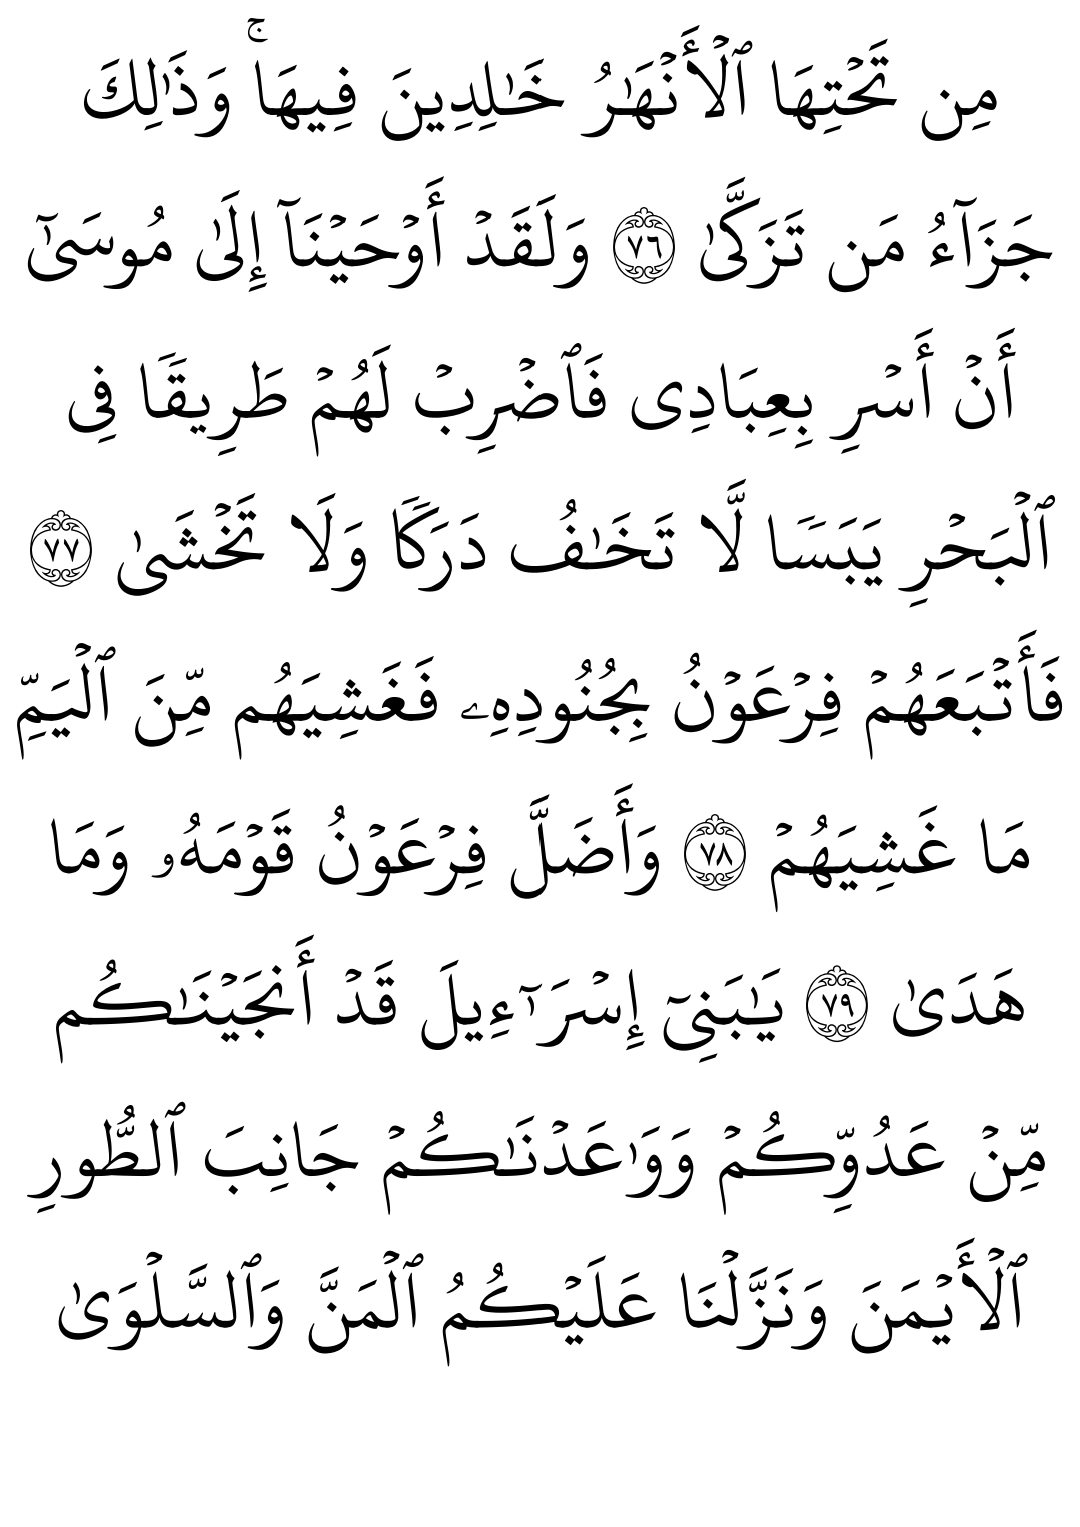 مِن تَحۡتِهَا ٱلۡأَنۡهَٰرُ خَٰلِدِينَ فِيهَاۚ وَذَٰلِكَ
جَزَآءُ مَن تَزَكَّىٰ ٧٦ وَلَقَدۡ أَوۡحَيۡنَآ إِلَىٰ مُوسَىٰٓ
أَنۡ أَسۡرِ بِعِبَادِى فَٱضۡرِبۡ لَهُمۡ طَرِيقٗا فِى
ٱلۡبَحۡرِ يَبَسٗا لَّا تَخَٰفُ دَرَكٗا وَلَا تَخۡشَىٰ ٧٧
فَأَتۡبَعَهُمۡ فِرۡعَوۡنُ بِجُنُودِهِۦ فَغَشِيَهُم مِّنَ ٱلۡيَمِّ
مَا غَشِيَهُمۡ ٧٨ وَأَضَلَّ فِرۡعَوۡنُ قَوۡمَهُۥ وَمَا
هَدَىٰ ٧٩ يَٰبَنِىٓ إِسۡرَٰٓءِيلَ قَدۡ أَنجَيۡنَٰكُم
مِّنۡ عَدُوِّكُمۡ وَوَٰعَدۡنَٰكُمۡ جَانِبَ ٱلطُّورِ
ٱلۡأَيۡمَنَ وَنَزَّلۡنَا عَلَيۡكُمُ ٱلۡمَنَّ وَٱلسَّلۡوَىٰ